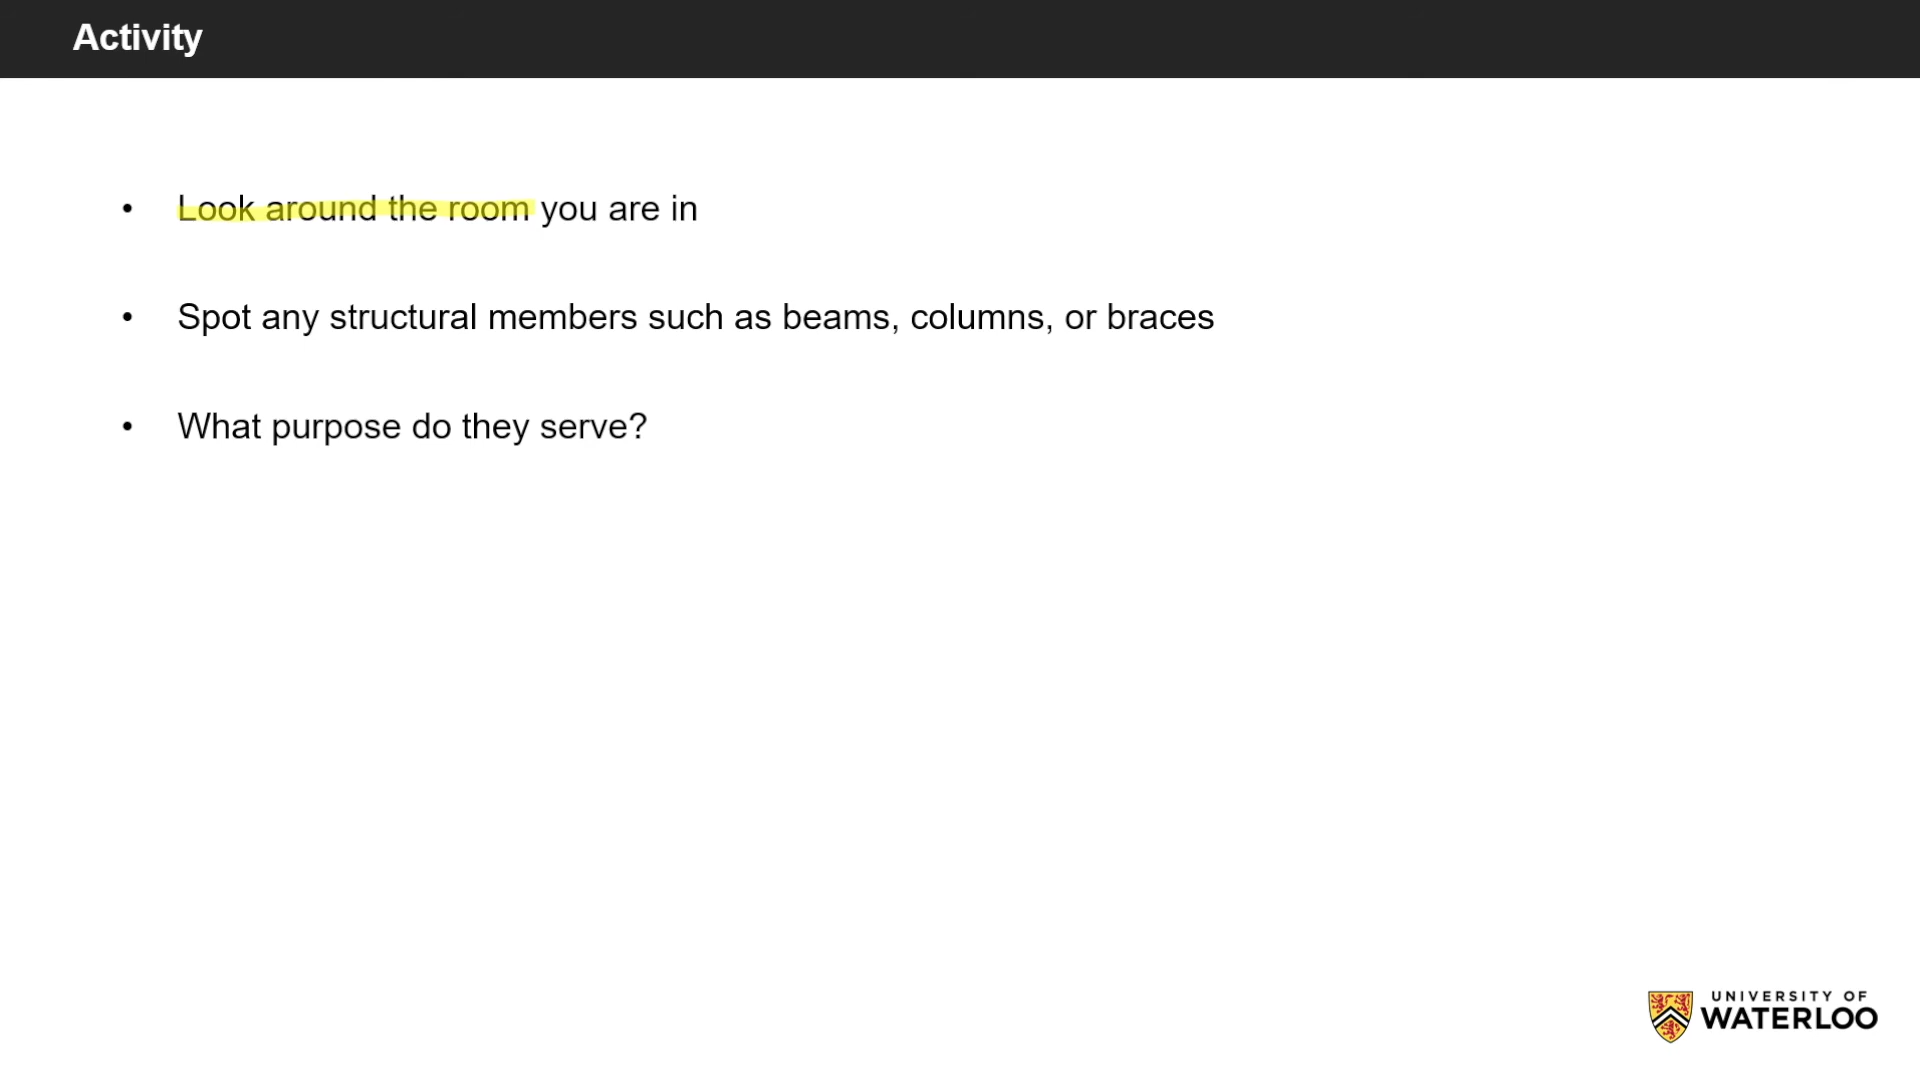 Activity
• Look around the room you are in
• Spot any structural members such as beams, columns, or braces
• What purpose do they serve?
UNIVERSITY OF
WATERLOO